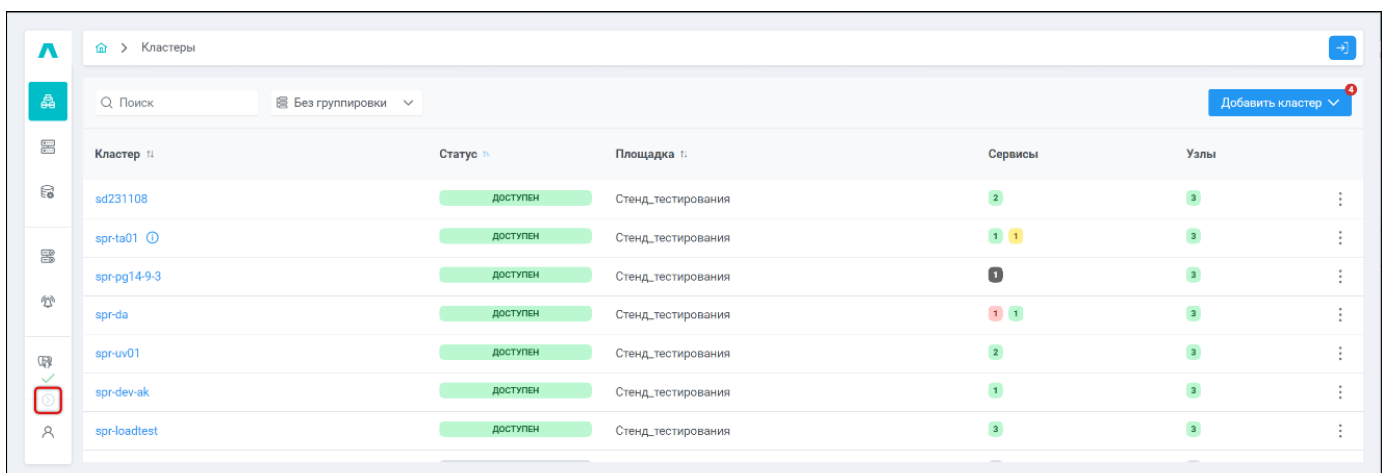 Кластеры
Поиск
Без группировки
Добавить кластер
4
Кластер Статус Площадка Сервисы Узлы
sd231108 ДОСТУПЕН Стенд_тестирования 2 3
spr-ta01 ДОСТУПЕН Стенд_тестирования 1 1 3
spr-pg14-9-3 ДОСТУПЕН Стенд_тестирования 1 3
spr-da ДОСТУПЕН Стенд_тестирования 1 1 3
spr-uv01 ДОСТУПЕН Стенд_тестирования 2 3
spr-dev-ak ДОСТУПЕН Стенд_тестирования 1 3
spr-loadtest ДОСТУПЕН Стенд_тестирования 3 3